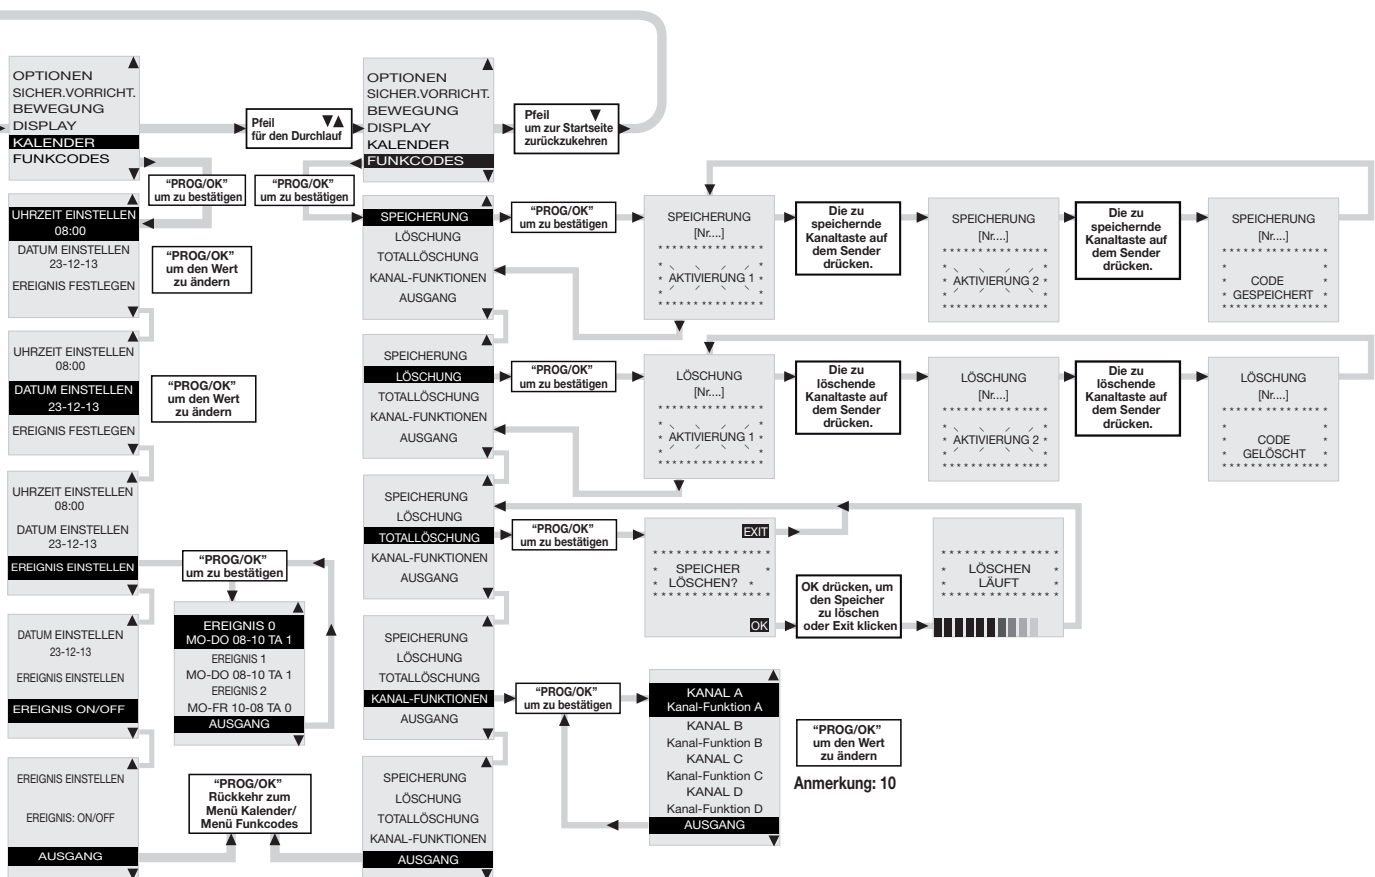 OPTIONEN
SICHER.VORRICHT.
BEWEGUNG
DISPLAY
KALENDER
FUNKCODES
Pfeil ▼▲
für den Durchlauf
OPTIONEN
SICHER.VORRICHT.
BEWEGUNG
DISPLAY
KALENDER
FUNKCODES
Pfeil ▼
um zur Startseite
zurückzukehren
“PROG/OK”
um zu bestätigen
“PROG/OK”
um zu bestätigen
UHRZEIT EINSTELLEN
08:00
DATUM EINSTELLEN
23-12-13
EREIGNIS FESTLEGEN
“PROG/OK”
um den Wert
zu ändern
UHRZEIT EINSTELLEN
08:00
DATUM EINSTELLEN
23-12-13
EREIGNIS FESTLEGEN
“PROG/OK”
um den Wert
zu ändern
UHRZEIT EINSTELLEN
08:00
DATUM EINSTELLEN
23-12-13
EREIGNIS EINSTELLEN
“PROG/OK”
um zu bestätigen
EREIGNIS 0
MO-DO 08-10 TA 1
EREIGNIS 1
MO-DO 08-10 TA 1
EREIGNIS 2
MO-FR 10-08 TA 0
AUSGANG
DATUM EINSTELLEN
23-12-13
EREIGNIS EINSTELLEN
EREIGNIS ON/OFF
EREIGNIS EINSTELLEN
EREIGNIS: ON/OFF
AUSGANG
“PROG/OK”
Rückkehr zum
Menü Kalender/
Menü Funkcodes
SPEICHERUNG
LÖSCHUNG
TOTALLÖSCHUNG
KANAL-FUNKTIONEN
AUSGANG
“PROG/OK”
um zu bestätigen
SPEICHERUNG
[Nr....]
AKTIVIERUNG 1
Die zu
speichernde
Kanaltaste auf
dem Sender
drücken.
SPEICHERUNG
[Nr....]
AKTIVIERUNG 2
Die zu
speichernde
Kanaltaste auf
dem Sender
drücken.
SPEICHERUNG
[Nr....]
CODE
GESPEICHERT
SPEICHERUNG
LÖSCHUNG
TOTALLÖSCHUNG
KANAL-FUNKTIONEN
AUSGANG
“PROG/OK”
um zu bestätigen
LÖSCHUNG
[Nr....]
AKTIVIERUNG 1
Die zu
löschende
Kanaltaste auf
dem Sender
drücken.
LÖSCHUNG
[Nr....]
AKTIVIERUNG 2
Die zu
löschende
Kanaltaste auf
dem Sender
drücken.
LÖSCHUNG
[Nr....]
CODE
GELÖSCHT
SPEICHERUNG
LÖSCHUNG
TOTALLÖSCHUNG
KANAL-FUNKTIONEN
AUSGANG
“PROG/OK”
um zu bestätigen
EXIT
SPEICHER
LÖSCHEN?
OK
OK drücken, um
den Speicher
zu löschen
oder Exit klicken
LÖSCHEN
LÄUFT
SPEICHERUNG
LÖSCHUNG
TOTALLÖSCHUNG
KANAL-FUNKTIONEN
AUSGANG
“PROG/OK”
um zu bestätigen
KANAL A
Kanal-Funktion A
KANAL B
Kanal-Funktion B
KANAL C
Kanal-Funktion C
KANAL D
Kanal-Funktion D
AUSGANG
“PROG/OK”
um den Wert
zu ändern
Anmerkung: 10
SPEICHERUNG
LÖSCHUNG
TOTALLÖSCHUNG
KANAL-FUNKTIONEN
AUSGANG